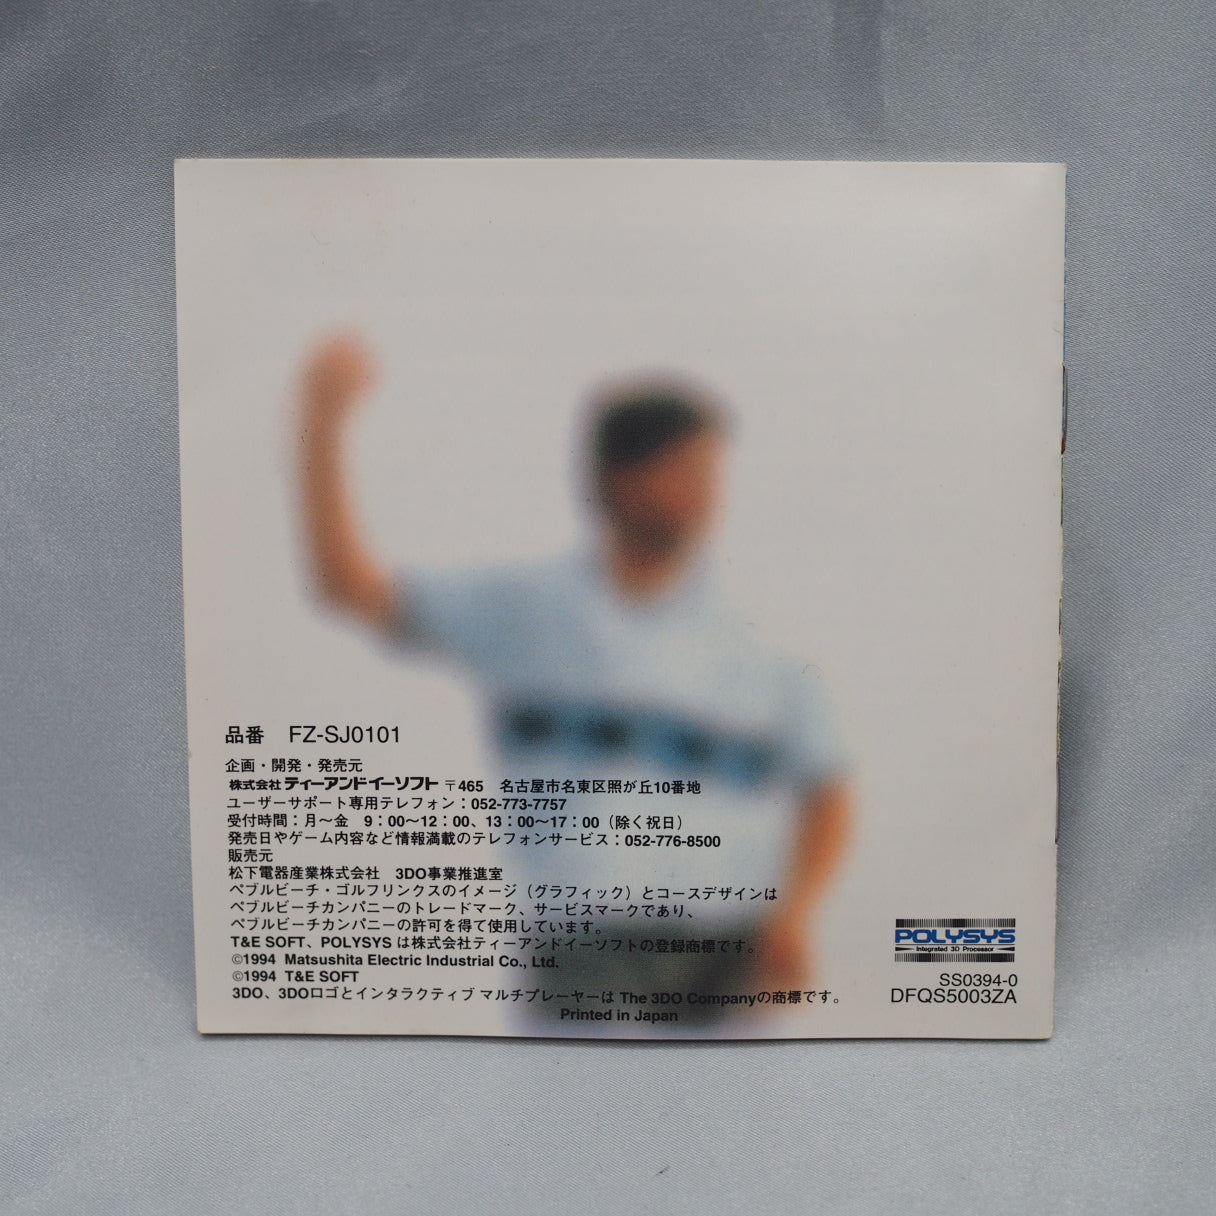 品番 FZ-SJ0101
企画・開発・発売元
株式会社 ティーアンドイーソフト 〒465 名古屋市名東区照が丘10番地
ユーザーサポート専用テレフォン：052-773-7757
受付時間：月〜金 9：00〜12：00、13：00〜17：00（除く祝日）
発売日やゲーム内容など情報満載のテレフォンサービス：052-776-8500
販売元
松下電器産業株式会社 3DO事業推進室
ペブルビーチ・ゴルフリンクスのイメージ（グラフィック）とコースデザインは
ペブルビーチカンパニーのトレードマーク、サービスマークであり、
ペブルビーチカンパニーの許可を得て使用しています。
T&E SOFT、POLYSYS は株式会社ティーアンドイーソフトの登録商標です。
©1994 Matsushita Electric Industrial Co., Ltd.
©1994 T&E SOFT
3DO、3DOロゴとインタラクティブ マルチプレーヤーは The 3DO Companyの商標です。
Printed in Japan
POLYSYS
Integrated 3D Processor
SS0394-0
DFQS5003ZA